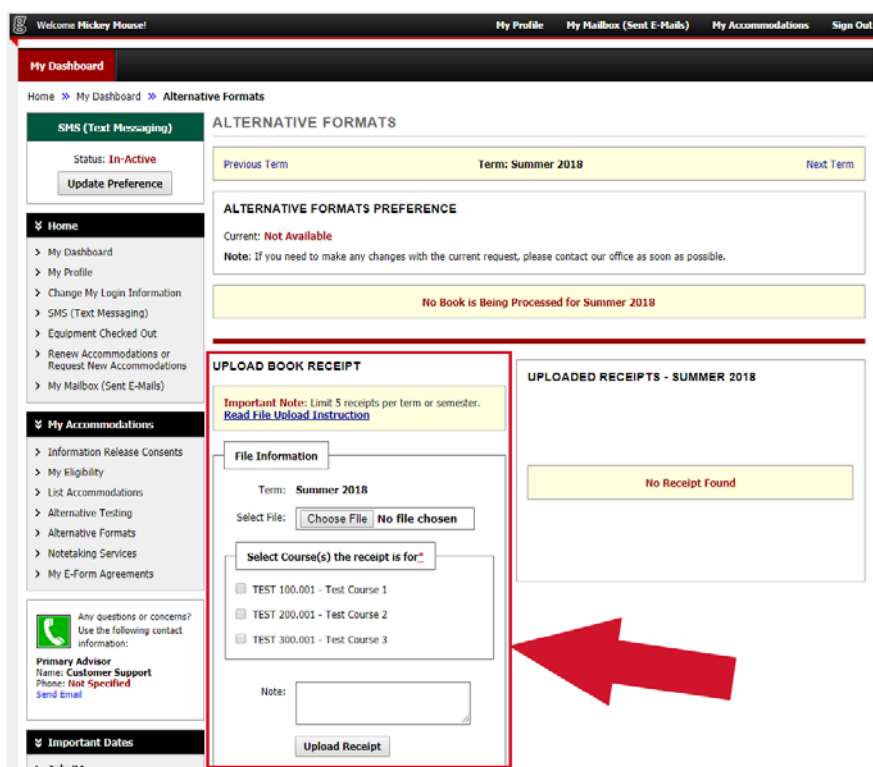 g Welcome Mickey Mouse! My Profile My Mailbox (Sent E-Mails) My Accommodations Sign Out
My Dashboard
Home » My Dashboard » Alternative Formats
SMS (Text Messaging)
Status: In-Active
Update Preference
Home
My Dashboard
My Profile
Change My Login Information
SMS (Text Messaging)
Equipment Checked Out
Renew Accommodations or
Request New Accommodations
My Mailbox (Sent E-Mails)
My Accommodations
Information Release Consents
My Eligibility
List Accommodations
Alternative Testing
Alternative Formats
Notetaking Services
My E-Form Agreements
Any questions or concerns?
Use the following contact
information:
Primary Advisor
Name: Customer Support
Phone: Not Specified
Send Email
Important Dates
ALTERNATIVE FORMATS
Previous Term Term: Summer 2018 Next Term
ALTERNATIVE FORMATS PREFERENCE
Current: Not Available
Note: If you need to make any changes with the current request, please contact our office as soon as possible.
No Book is Being Processed for Summer 2018
UPLOAD BOOK RECEIPT
Important Note: Limit 5 receipts per term or semester.
Read File Upload Instruction
File Information
Term: Summer 2018
Select File: Choose File No file chosen
Select Course(s) the receipt is for*
TEST 100.001 - Test Course 1
TEST 200.001 - Test Course 2
TEST 300.001 - Test Course 3
Note:
Upload Receipt
UPLOADED RECEIPTS - SUMMER 2018
No Receipt Found